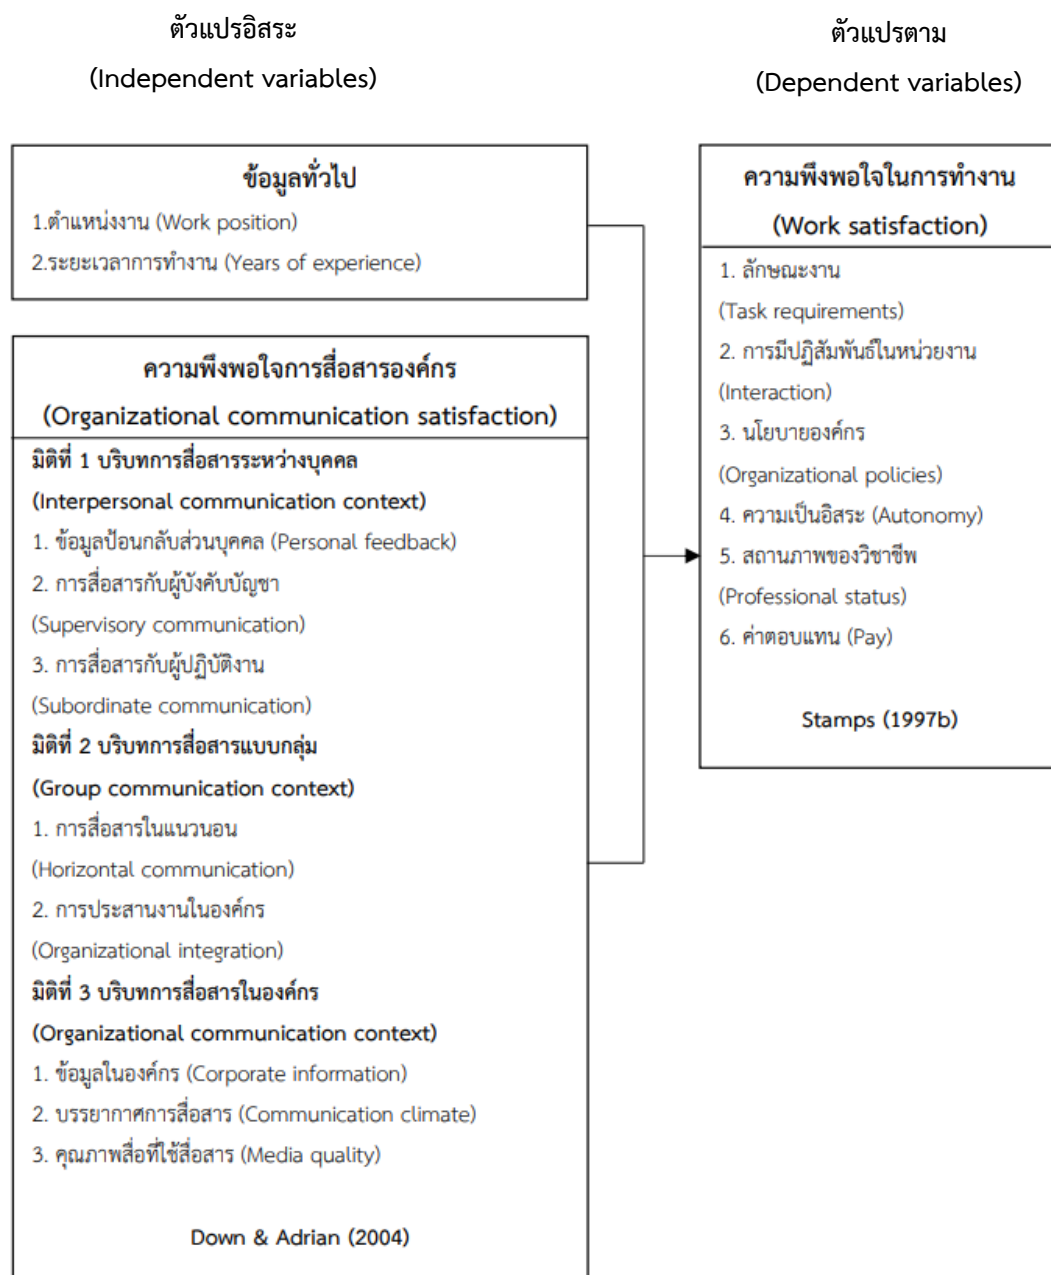 ตัวแปรอิสระ
(Independent variables)
ตัวแปรตาม
(Dependent variables)
ข้อมูลทั่วไป
1.ตำแหน่งงาน (Work position)
2.ระยะเวลาการทำงาน (Years of experience)
ความพึงพอใจการสื่อสารองค์กร
(Organizational communication satisfaction)
มิติที่ 1 บริบทการสื่อสารระหว่างบุคคล
(Interpersonal communication context)
1. ข้อมูลป้อนกลับส่วนบุคคล (Personal feedback)
2. การสื่อสารกับผู้บังคับบัญชา
(Supervisory communication)
3. การสื่อสารกับผู้ปฏิบัติงาน
(Subordinate communication)
มิติที่ 2 บริบทการสื่อสารแบบกลุ่ม
(Group communication context)
1. การสื่อสารในแนวนอน
(Horizontal communication)
2. การประสานงานในองค์กร
(Organizational integration)
มิติที่ 3 บริบทการสื่อสารในองค์กร
(Organizational communication context)
1. ข้อมูลในองค์กร (Corporate information)
2. บรรยากาศการสื่อสาร (Communication climate)
3. คุณภาพสื่อที่ใช้สื่อสาร (Media quality)
Down & Adrian (2004)
ความพึงพอใจในการทำงาน
(Work satisfaction)
1. ลักษณะงาน
(Task requirements)
2. การมีปฏิสัมพันธ์ในหน่วยงาน
(Interaction)
3. นโยบายองค์กร
(Organizational policies)
4. ความเป็นอิสระ (Autonomy)
5. สถานภาพของวิชาชีพ
(Professional status)
6. ค่าตอบแทน (Pay)
Stamps (1997b)